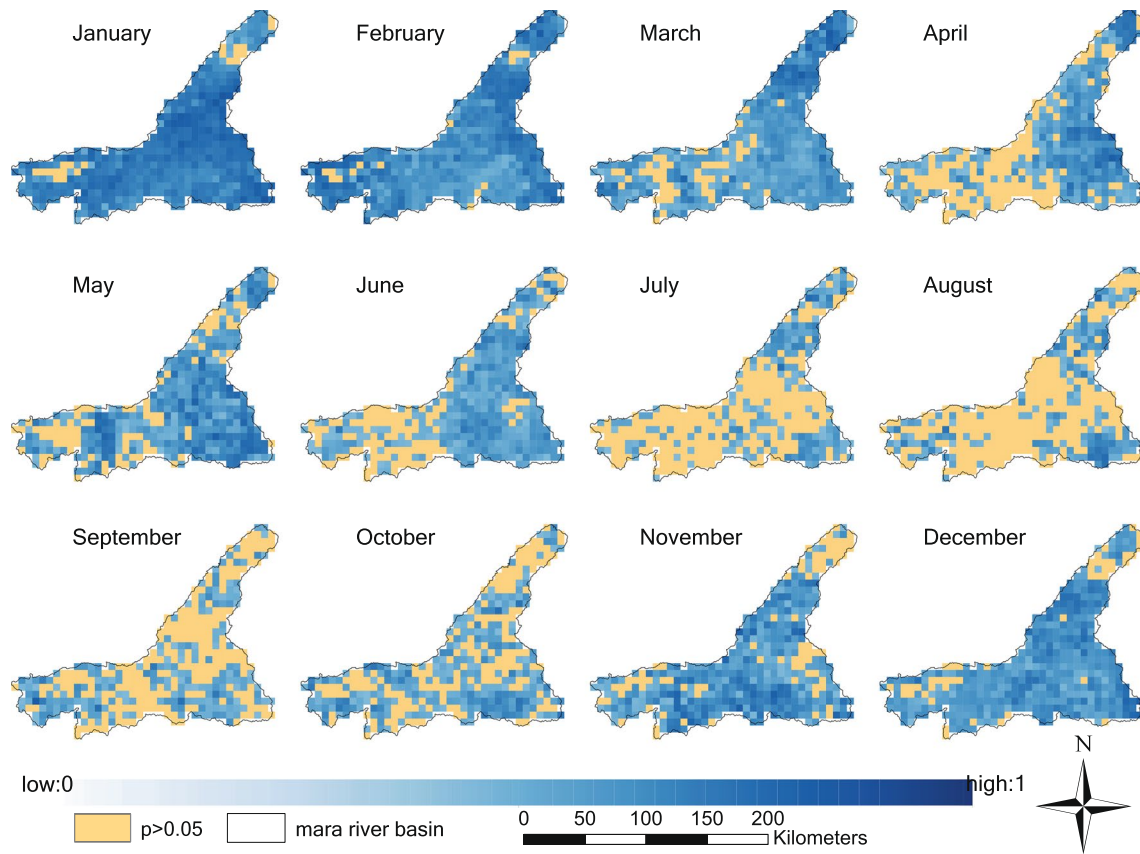 January
February
March
April
May
June
July
August
September
October
November
December
N
low:0
high:1
p>0.05
mara river basin
0 50 100 150 200
Kilometers